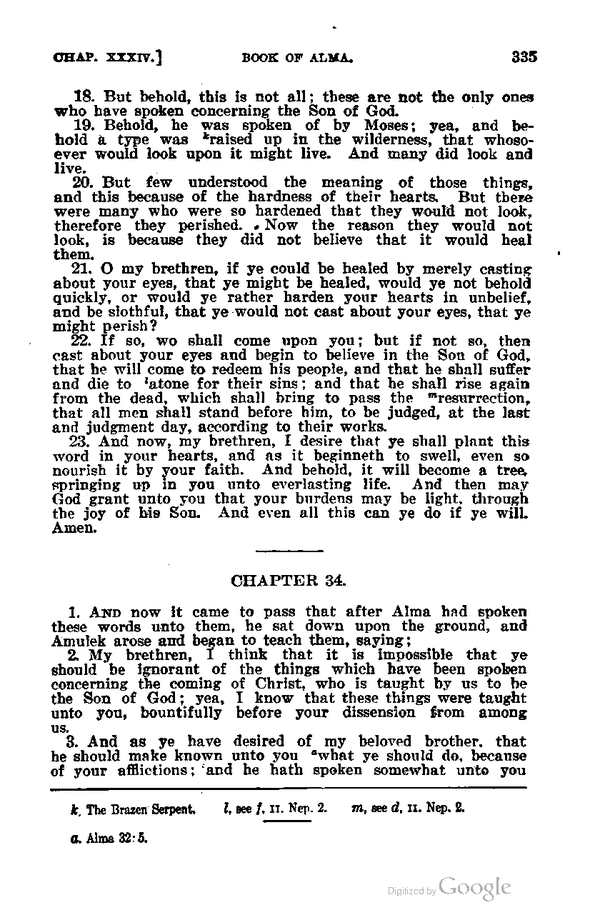 CHAP. XXXIV.] BOOK OF ALMA. 335
18. But behold, this is not all; these are not the only ones
who have spoken concerning the Son of God.
19. Behold, he was spoken of by Moses; yea, and be-
hold a type was ᵏraised up in the wilderness, that whoso-
ever would look upon it might live. And many did look and
live.
20. But few understood the meaning of those things,
and this because of the hardness of their hearts. But there
were many who were so hardened that they would not look,
therefore they perished. Now the reason they would not
look, is because they did not believe that it would heal
them.
21. O my brethren, if ye could be healed by merely casting
about your eyes, that ye might be healed, would ye not behold
quickly, or would ye rather harden your hearts in unbelief,
and be slothful, that ye would not cast about your eyes, that ye
might perish?
22. If so, wo shall come upon you; but if not so, then
cast about your eyes and begin to believe in the Son of God,
that he will come to redeem his people, and that he shall suffer
and die to ˡatone for their sins; and that he shall rise again
from the dead, which shall bring to pass the ᵐresurrection,
that all men shall stand before him, to be judged, at the last
and judgment day, according to their works.
23. And now, my brethren, I desire that ye shall plant this
word in your hearts, and as it beginneth to swell, even so
nourish it by your faith. And behold, it will become a tree,
springing up in you unto everlasting life. And then may
God grant unto you that your burdens may be light, through
the joy of his Son. And even all this can ye do if ye will.
Amen.
CHAPTER 34.
1. AND now it came to pass that after Alma had spoken
these words unto them, he sat down upon the ground, and
Amulek arose and began to teach them, saying;
2. My brethren, I think that it is impossible that ye
should be ignorant of the things which have been spoken
concerning the coming of Christ, who is taught by us to be
the Son of God; yea, I know that these things were taught
unto you, bountifully before your dissension from among
us.
3. And as ye have desired of my beloved brother, that
he should make known unto you ᵃwhat ye should do, because
of your afflictions; and he hath spoken somewhat unto you
k, The Brazen Serpent. l, see f, II. Nep. 2. m, see d, II. Nep. 2.
a. Alma 32:5.
Digitized by Google